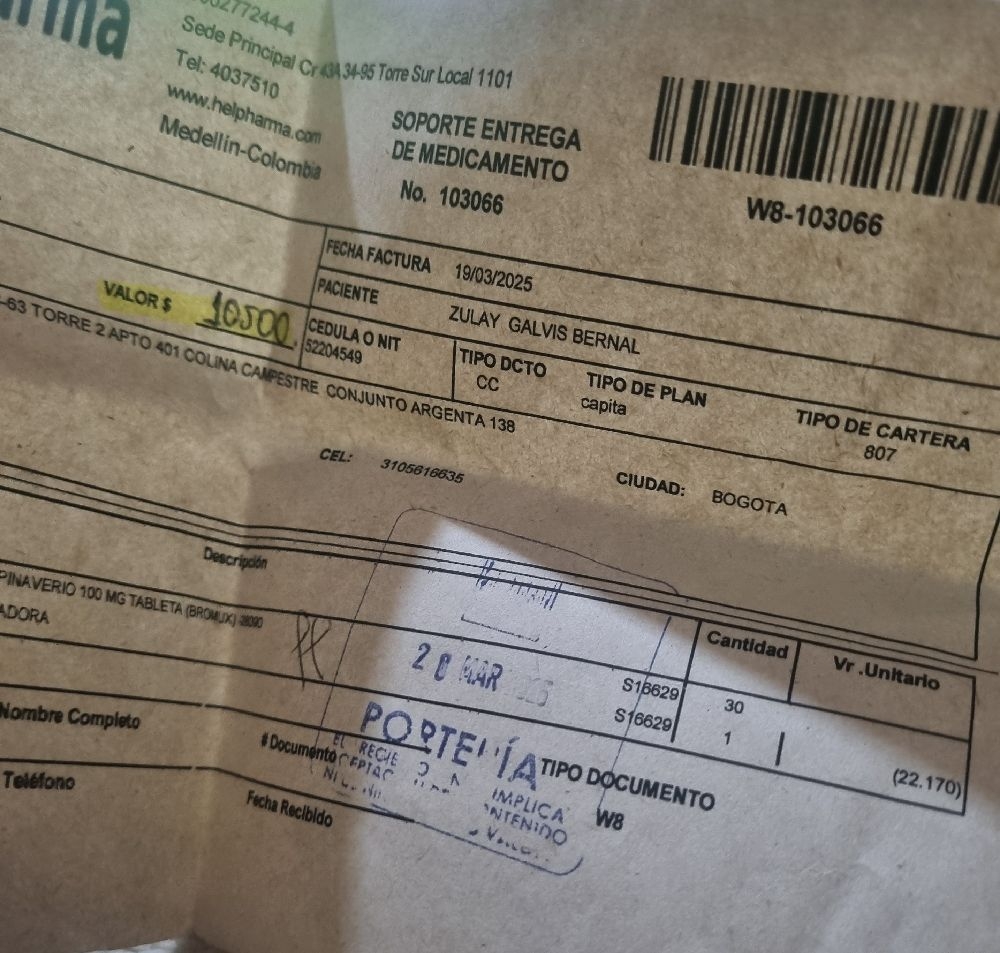 Sede Principal Cr 43A 34-95 Torre Sur Local 1101
Tel: 4037510
www.helpharma.com
Medellín-Colombia
SOPORTE ENTREGA
DE MEDICAMENTO
No. 103066
W8-103066
FECHA FACTURA 19/03/2025
PACIENTE ZULAY GALVIS BERNAL
VALOR $ 10500
CEDULA O NIT
52204549
TIPO DCTO
CC
TIPO DE PLAN
capita
TIPO DE CARTERA
807
-63 TORRE 2 APTO 401 COLINA CAMPESTRE CONJUNTO ARGENTA 138
CEL: 3105616635
CIUDAD: BOGOTA
Descripción
Cantidad
Vr .Unitario
PINAVERIO 100 MG TABLETA (BROMUX)
S16629 30
ADORA
S16629 1 (22.170)
20 MAR
PORTERÍA
EL RECIBO
IMPLICA
Nombre Completo
# Documento
TIPO DOCUMENTO
W8
Teléfono
Fecha Recibido